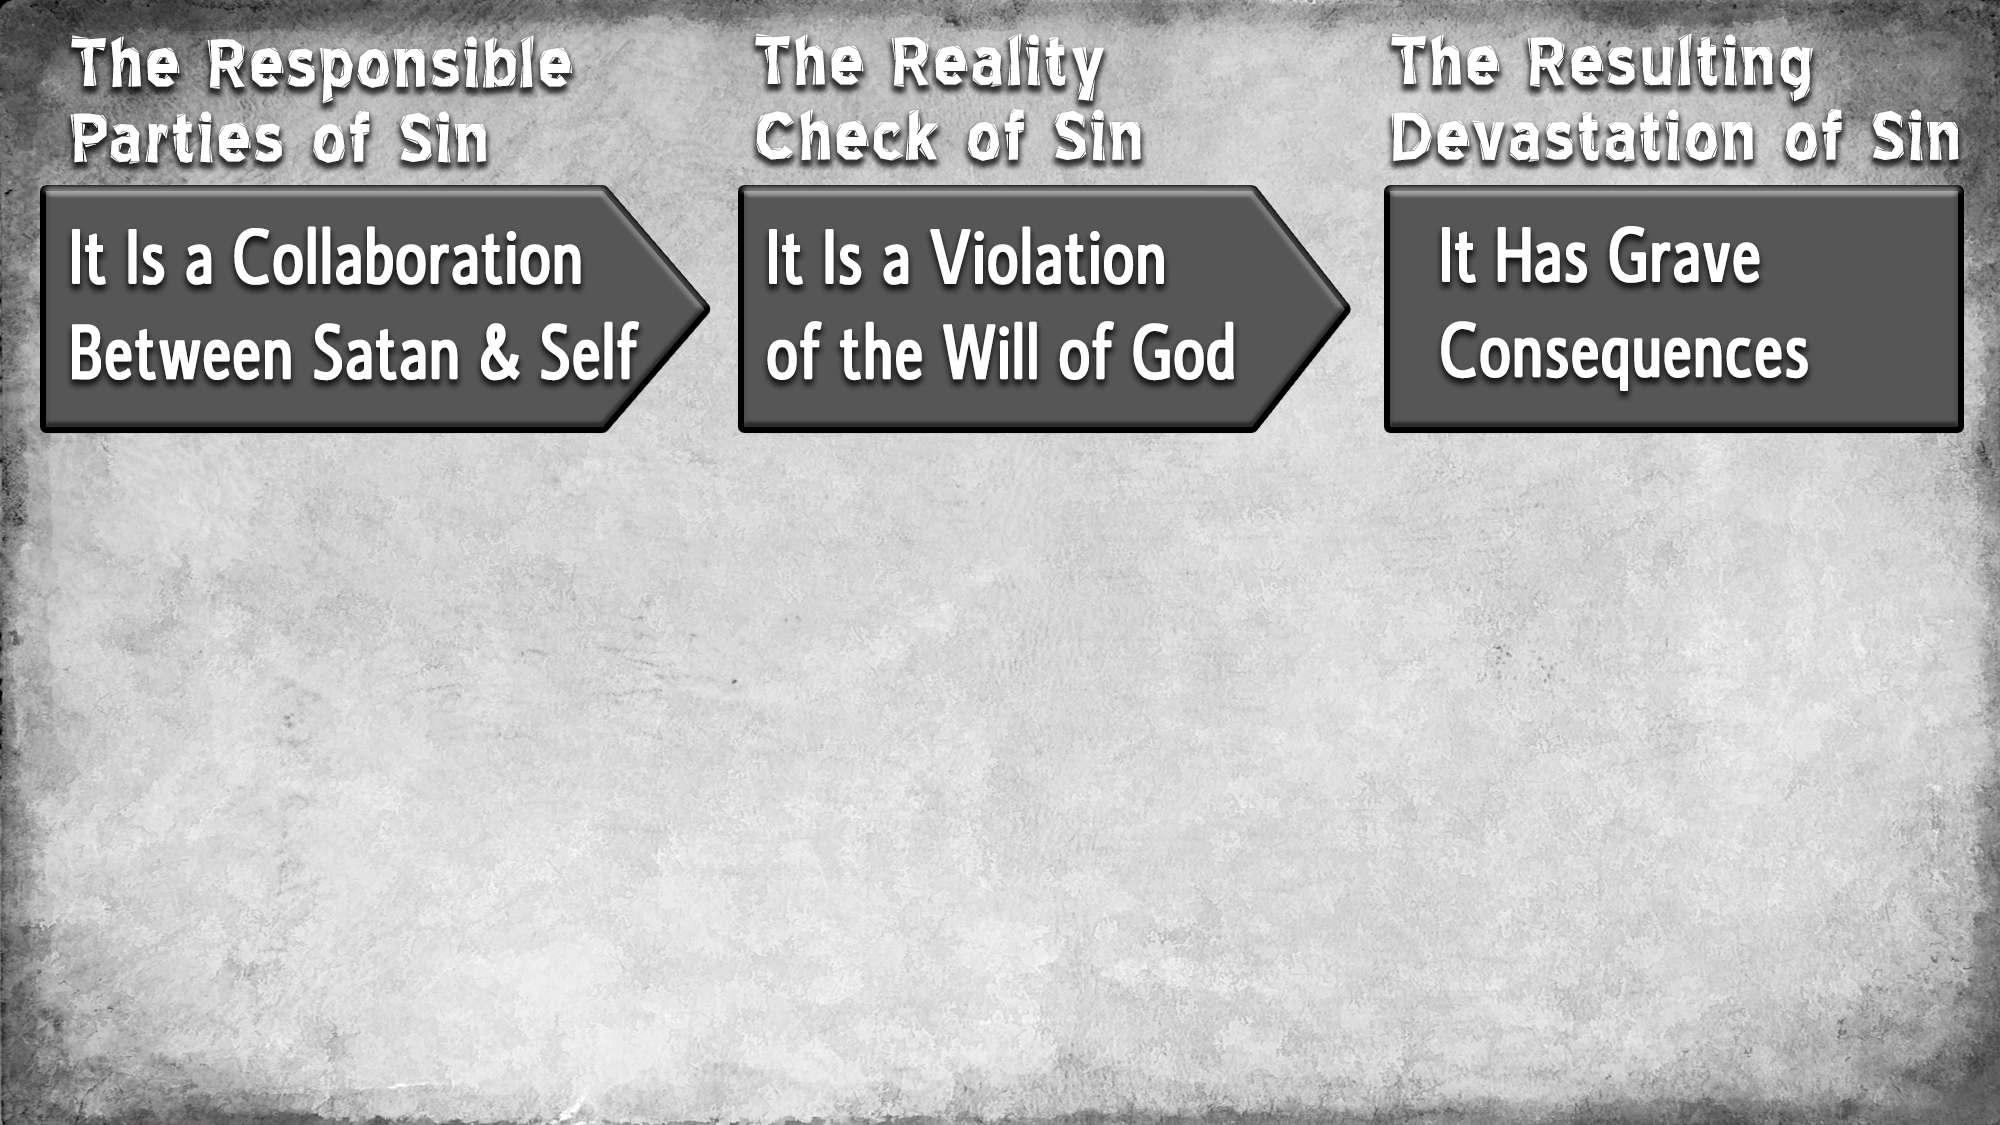 The Responsible
Parties of Sin
It Is a Collaboration
Between Satan & Self
The Reality
Check of Sin
It Is a Violation
of the Will of God
The Resulting
Devastation of Sin
It Has Grave
Consequences